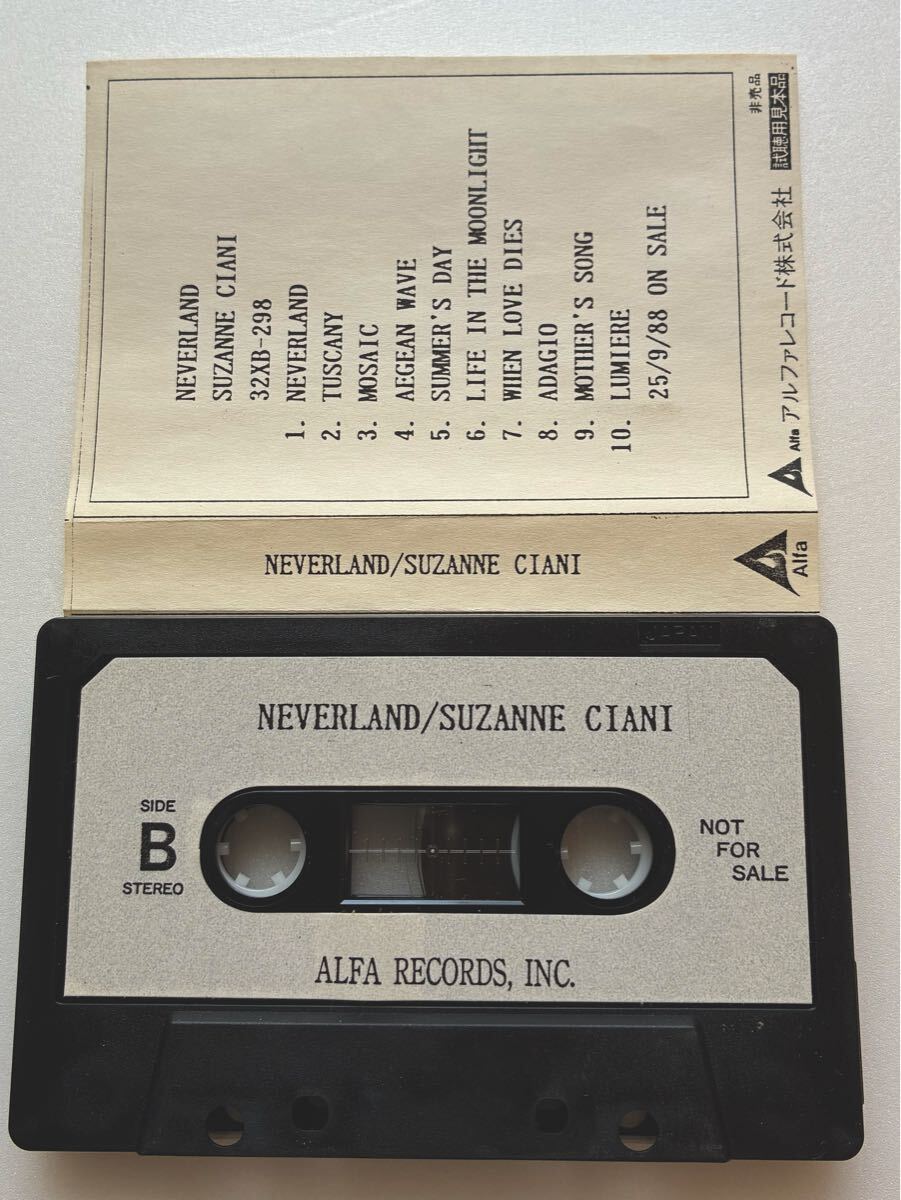 NEVERLAND
SUZANNE CIANI
32XB-298
1. NEVERLAND
2. TUSCANY
3. MOSAIC
4. AEGEAN WAVE
5. SUMMER'S DAY
6. LIFE IN THE MOONLIGHT
7. WHEN LOVE DIES
8. ADAGIO
9. MOTHER'S SONG
10. LUMIERE
25/9/88 ON SALE
非売品
Alfa アルファレコード株式会社 試聴用見本品
NEVERLAND/SUZANNE CIANI
Alfa
JAPAN
NEVERLAND/SUZANNE CIANI
SIDE
B
STEREO
NOT
FOR
SALE
ALFA RECORDS, INC.